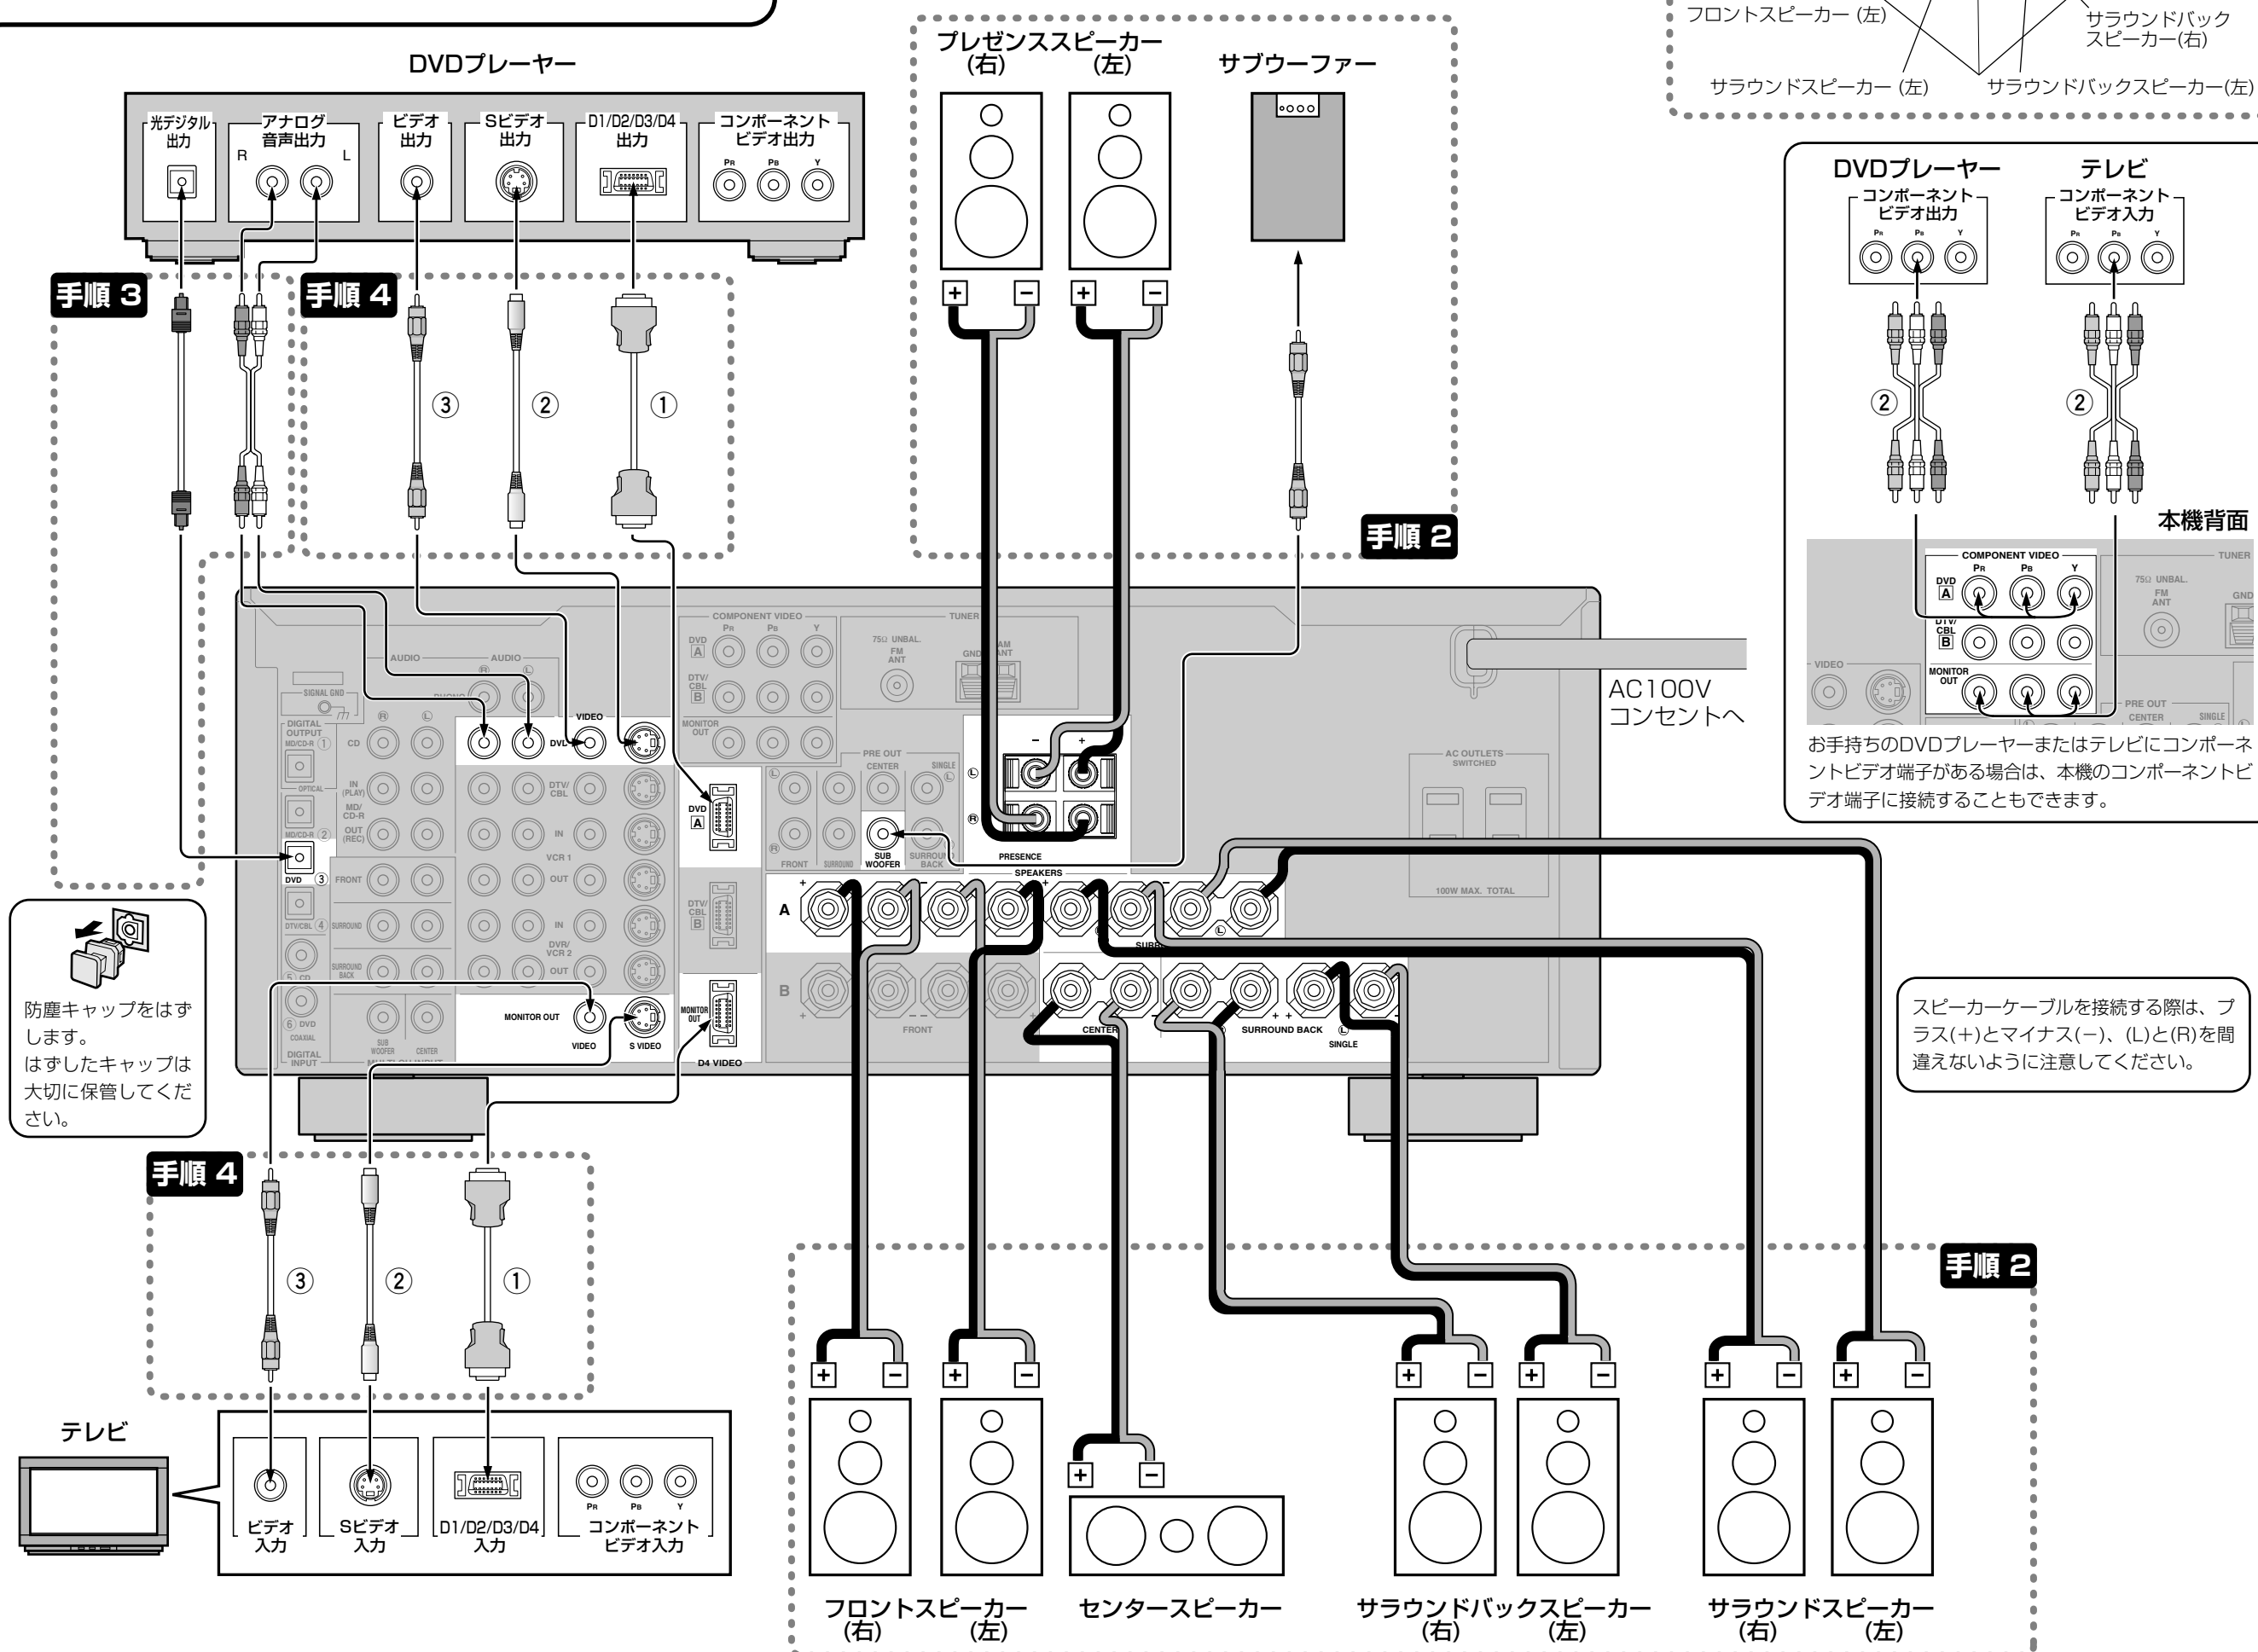 フロントスピーカー (左)
サラウンドバック
スピーカー(右)
サラウンドスピーカー (左)
サラウンドバックスピーカー(左)
DVDプレーヤー
光デジタル
出力
アナログ
音声出力
R
L
ビデオ
出力
Sビデオ
出力
D1/D2/D3/D4
出力
コンポーネント
ビデオ出力
PR
PB
Y
プレゼンススピーカー
(右)
(左)
サブウーファー
+
−
+
−
手順 3
手順 4
③
②
①
手順 2
DVDプレーヤー
コンポーネント
ビデオ出力
PR
PB
Y
テレビ
コンポーネント
ビデオ入力
PR
PB
Y
②
②
本機背面
COMPONENT VIDEO
PR
PB
Y
DVD
A
DTV/
CBL
B
MONITOR
OUT
VIDEO
TUNER
75Ω UNBAL.
FM
ANT
GND
PRE OUT
CENTER
SINGLE
お手持ちのDVDプレーヤーまたはテレビにコンポーネ
ントビデオ端子がある場合は、本機のコンポーネントビ
デオ端子に接続することもできます。
AUDIO
AUDIO
R
L
PHONO
SIGNAL GND
DIGITAL
OUTPUT
MD/CD-R ①
OPTICAL
MD/CD-R ②
DVD ③
DTV/CBL ④
⑤ CD
⑥ DVD
COAXIAL
DIGITAL
INPUT
R
L
CD
IN
(PLAY)
MD/
CD-R
OUT
(REC)
FRONT
SURROUND
SURROUND
BACK
SUB
WOOFER
CENTER
VIDEO
DTV/
CBL
IN
VCR 1
OUT
IN
DVR/
VCR 2
OUT
MONITOR OUT
VIDEO
S VIDEO
COMPONENT VIDEO
PR
PB
Y
DVD
A
DTV/
CBL
B
MONITOR
OUT
DVD
A
DTV/
CBL
B
MONITOR
OUT
D4 VIDEO
TUNER
75Ω UNBAL.
FM
ANT
GND
AM
ANT
PRE OUT
CENTER
SINGLE
L
L
R
FRONT
SURROUND
SUB
WOOFER
SURROUND
BACK
−
+
L
R
PRESENCE
SPEAKERS
A
B
FRONT
CENTER
SURROUND BACK
L
SINGLE
AC OUTLETS
SWITCHED
100W MAX. TOTAL
AC100V
コンセントへ
防塵キャップをはず
します。
はずしたキャップは
大切に保管してくだ
さい。
スピーカーケーブルを接続する際は、プ
ラス(+)とマイナス(−)、(L)と(R)を間
違えないように注意してください。
手順 4
③
②
①
手順 2
テレビ
ビデオ
入力
Sビデオ
入力
D1/D2/D3/D4
入力
PR
PB
Y
コンポーネント
ビデオ入力
+
−
+
−
+
−
+
−
+
−
+
−
+
−
フロントスピーカー
(右)
(左)
センタースピーカー
サラウンドバックスピーカー
(右)
(左)
サラウンドスピーカー
(右)
(左)